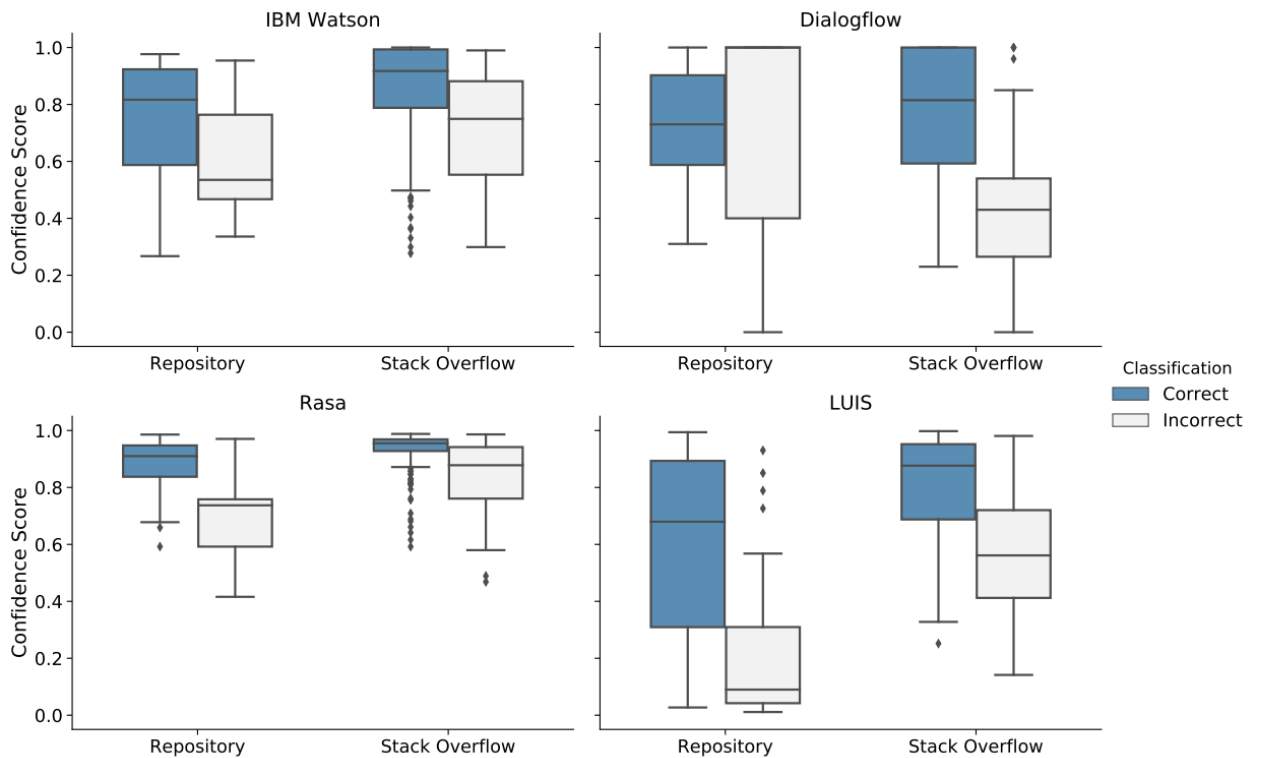 IBM Watson
Dialogflow
1.0
0.8
0.6
0.4
0.2
0.0
Confidence Score
Repository
Stack Overflow
Repository
Stack Overflow
Classification
Correct
Incorrect
Rasa
LUIS
1.0
0.8
0.6
0.4
0.2
0.0
Confidence Score
Repository
Stack Overflow
Repository
Stack Overflow